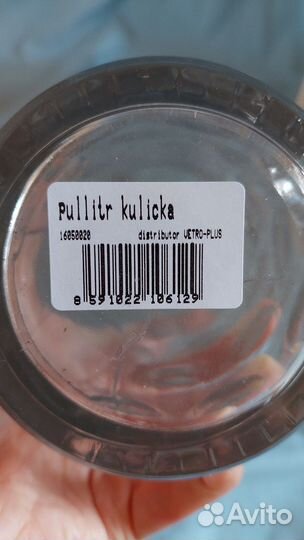 Pullitr kulicka
16050020 distributor VETRO-PLUS
8 591022 106129
Avito